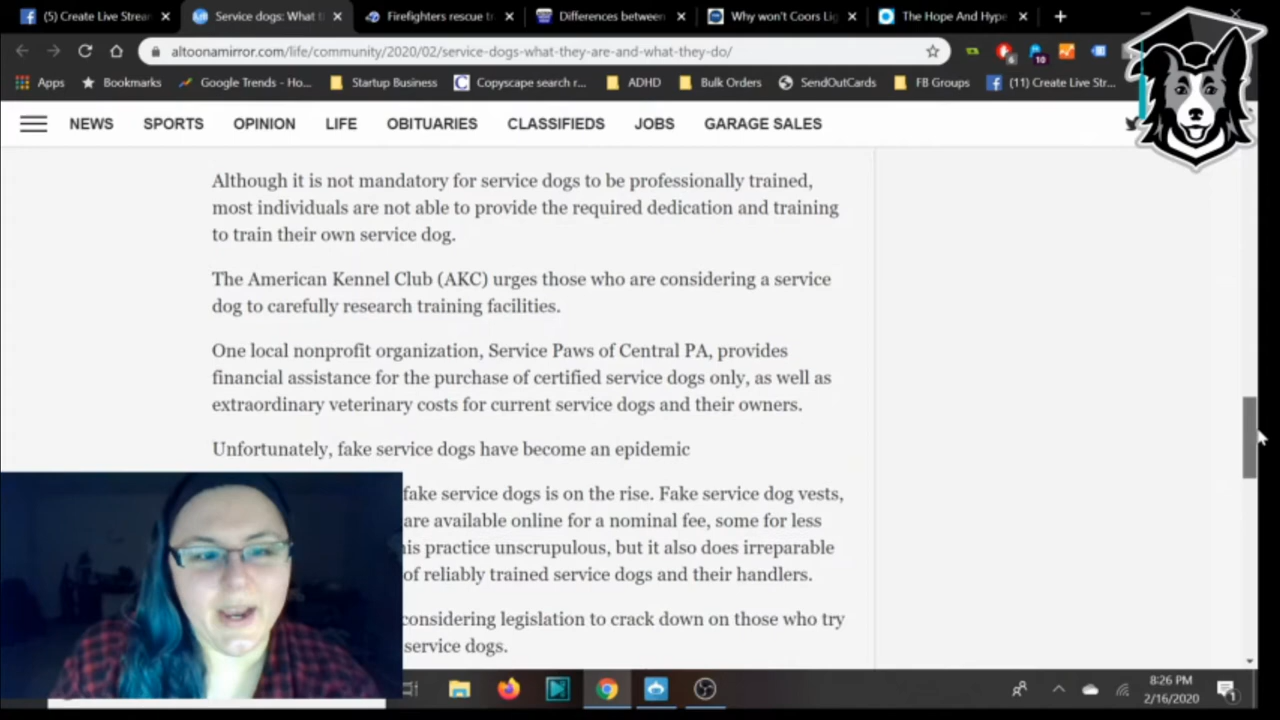 (5) Create Live Strea
Service dogs: What t
Firefighters rescue t
Differences between
Why won't Coors Lig
The Hope And Hype
altoonamirror.com/life/community/2020/02/service-dogs-what-they-are-and-what-they-do/
6
10
Apps
Bookmarks
Google Trends - Ho...
Startup Business
Copyscape search r...
ADHD
Bulk Orders
SendOutCards
FB Groups
(11) Create Live Str...
NEWS SPORTS OPINION LIFE OBITUARIES CLASSIFIEDS JOBS GARAGE SALES
Although it is not mandatory for service dogs to be professionally trained,
most individuals are not able to provide the required dedication and training
to train their own service dog.
The American Kennel Club (AKC) urges those who are considering a service
dog to carefully research training facilities.
One local nonprofit organization, Service Paws of Central PA, provides
financial assistance for the purchase of certified service dogs only, as well as
extraordinary veterinary costs for current service dogs and their owners.
Unfortunately, fake service dogs have become an epidemic
fake service dogs is on the rise. Fake service dog vests,
are available online for a nominal fee, some for less
is practice unscrupulous, but it also does irreparable
of reliably trained service dogs and their handlers.
considering legislation to crack down on those who try
service dogs.
8:26 PM
2/16/2020
1